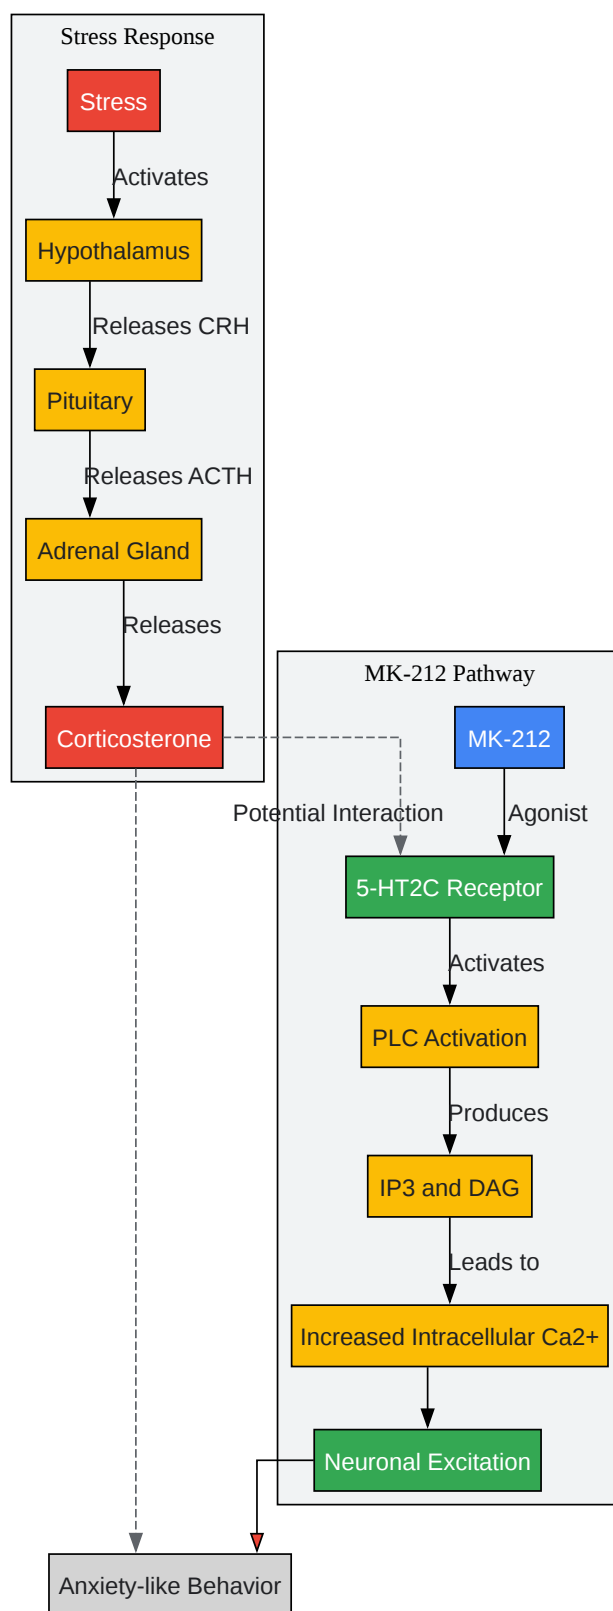 Stress Response
Stress
Activates
Hypothalamus
Releases CRH
Pituitary
Releases ACTH
Adrenal Gland
Releases
Corticosterone
MK-212 Pathway
MK-212
Potential Interaction
Agonist
5-HT2C Receptor
Activates
PLC Activation
Produces
IP3 and DAG
Leads to
Increased Intracellular Ca2+
Neuronal Excitation
Anxiety-like Behavior